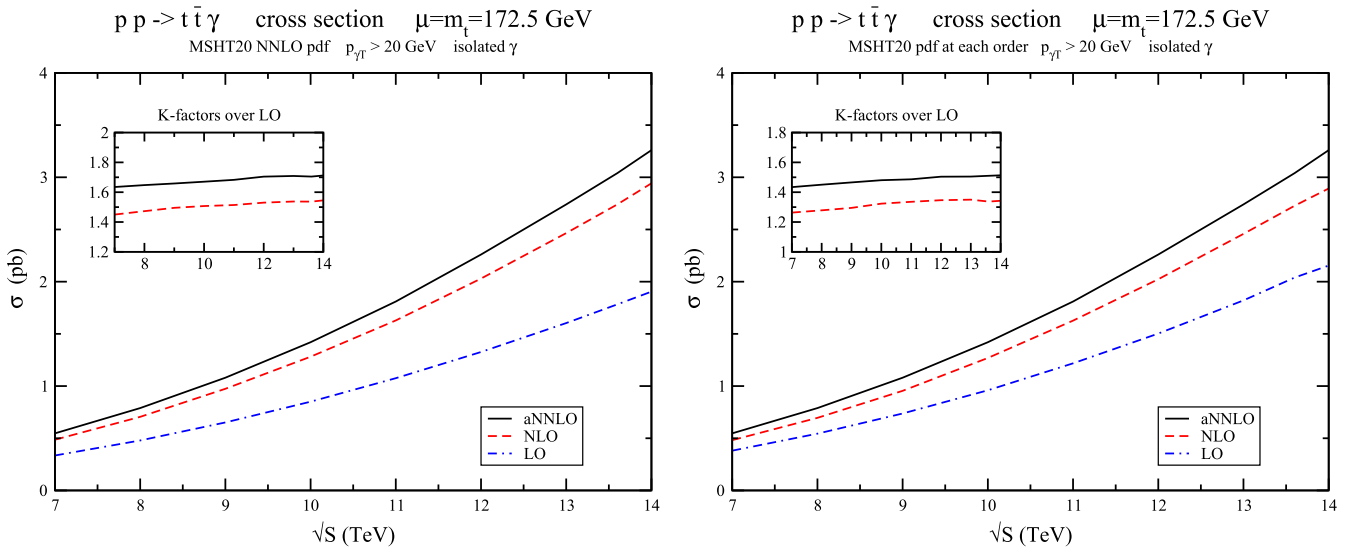 p p -> t t̄ γ cross section μ=m_t=172.5 GeV
MSHT20 NNLO pdf p_γT > 20 GeV isolated γ
4
3
2
1
0
σ (pb)
K-factors over LO
2
1.8
1.6
1.4
1.2
8 10 12 14
aNNLO
NLO
LO
7 8 9 10 11 12 13 14
√S (TeV)
p p -> t t̄ γ cross section μ=m_t=172.5 GeV
MSHT20 pdf at each order p_γT > 20 GeV isolated γ
4
3
2
1
0
σ (pb)
K-factors over LO
1.8
1.6
1.4
1.2
1
7 8 9 10 11 12 13 14
aNNLO
NLO
LO
7 8 9 10 11 12 13 14
√S (TeV)